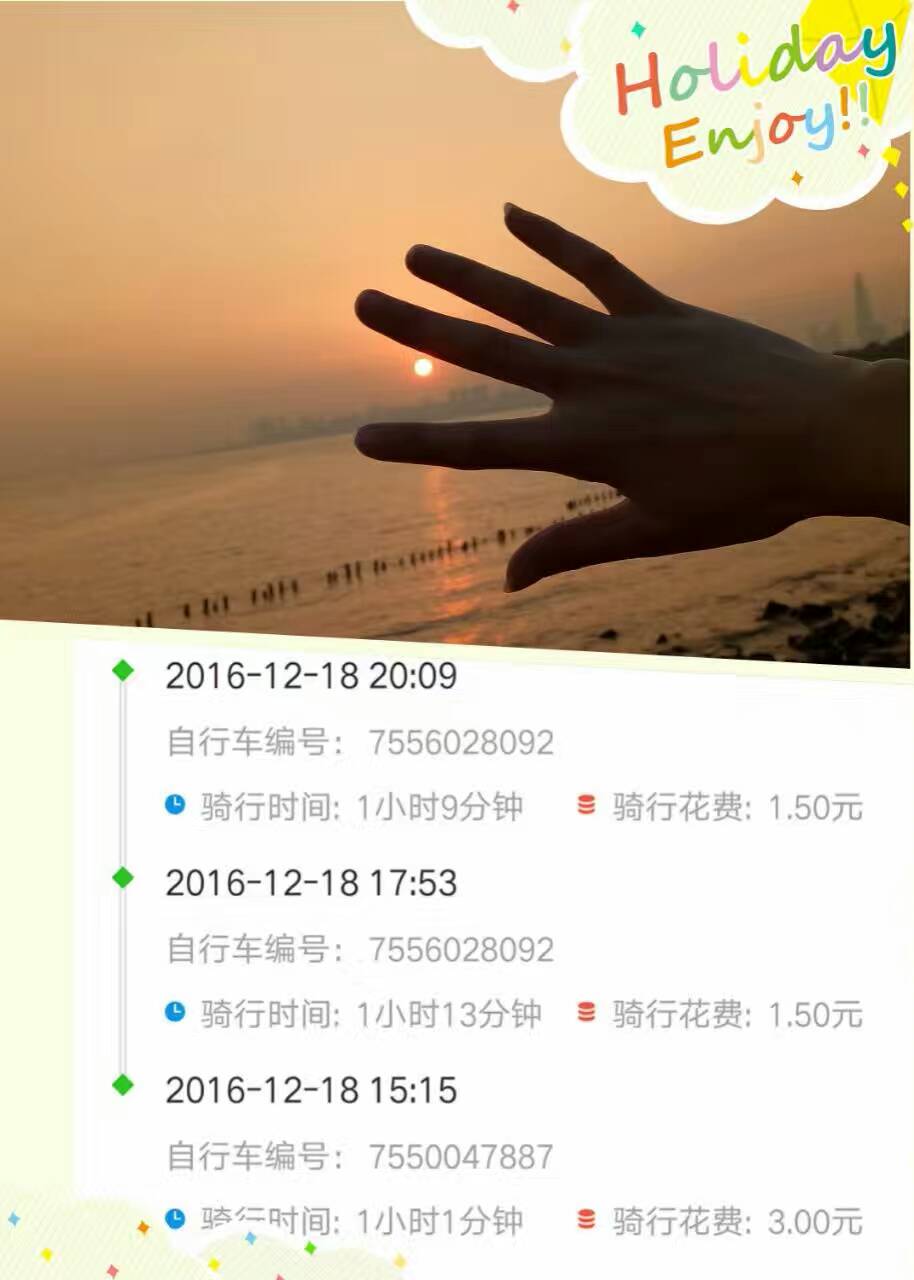 Holiday
Enjoy!!
2016-12-18 20:09
自行车编号： 7556028092
骑行时间: 1小时9分钟 骑行花费: 1.50元
2016-12-18 17:53
自行车编号： 7556028092
骑行时间: 1小时13分钟 骑行花费: 1.50元
2016-12-18 15:15
自行车编号： 7550047887
骑行时间: 1小时1分钟 骑行花费: 3.00元